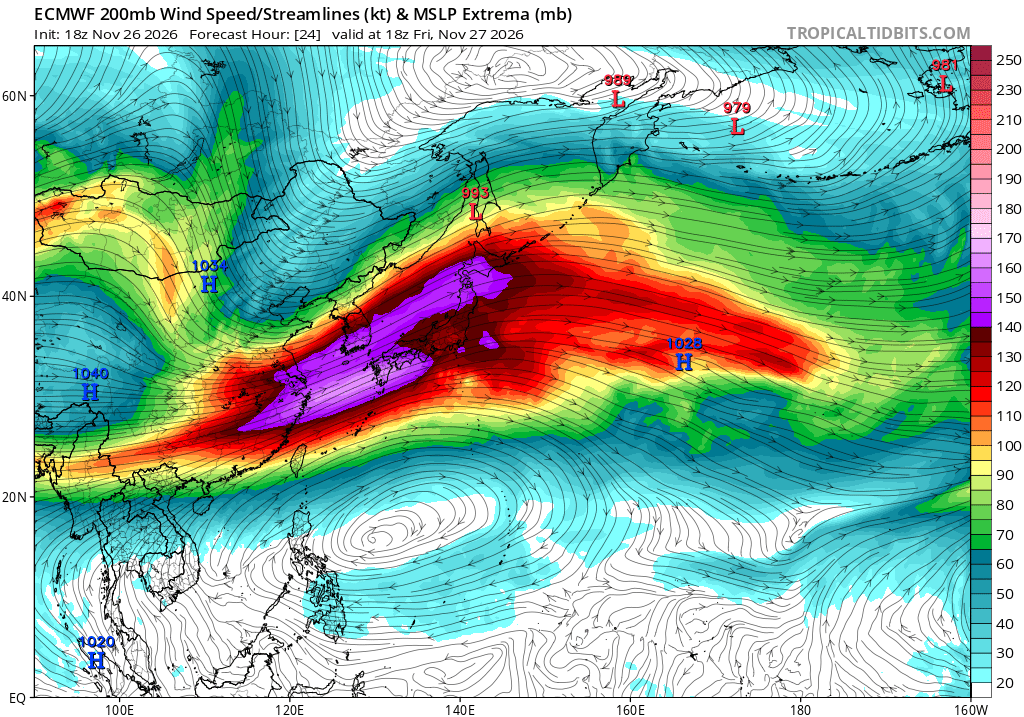 ECMWF 200mb Wind Speed/Streamlines (kt) & MSLP Extrema (mb)
Init: 18z Nov 26 2026   Forecast Hour: [24]   valid at 18z Fri, Nov 27 2026
TROPICALTIDBITS.COM
250
230
220
210
200
190
180
170
160
150
140
130
120
110
100
90
80
70
60
50
40
30
20
60N
40N
20N
EQ
981
L
989
L
979
L
993
L
1034
H
1028
H
1040
H
1020
H
100E
120E
140E
160E
180
160W